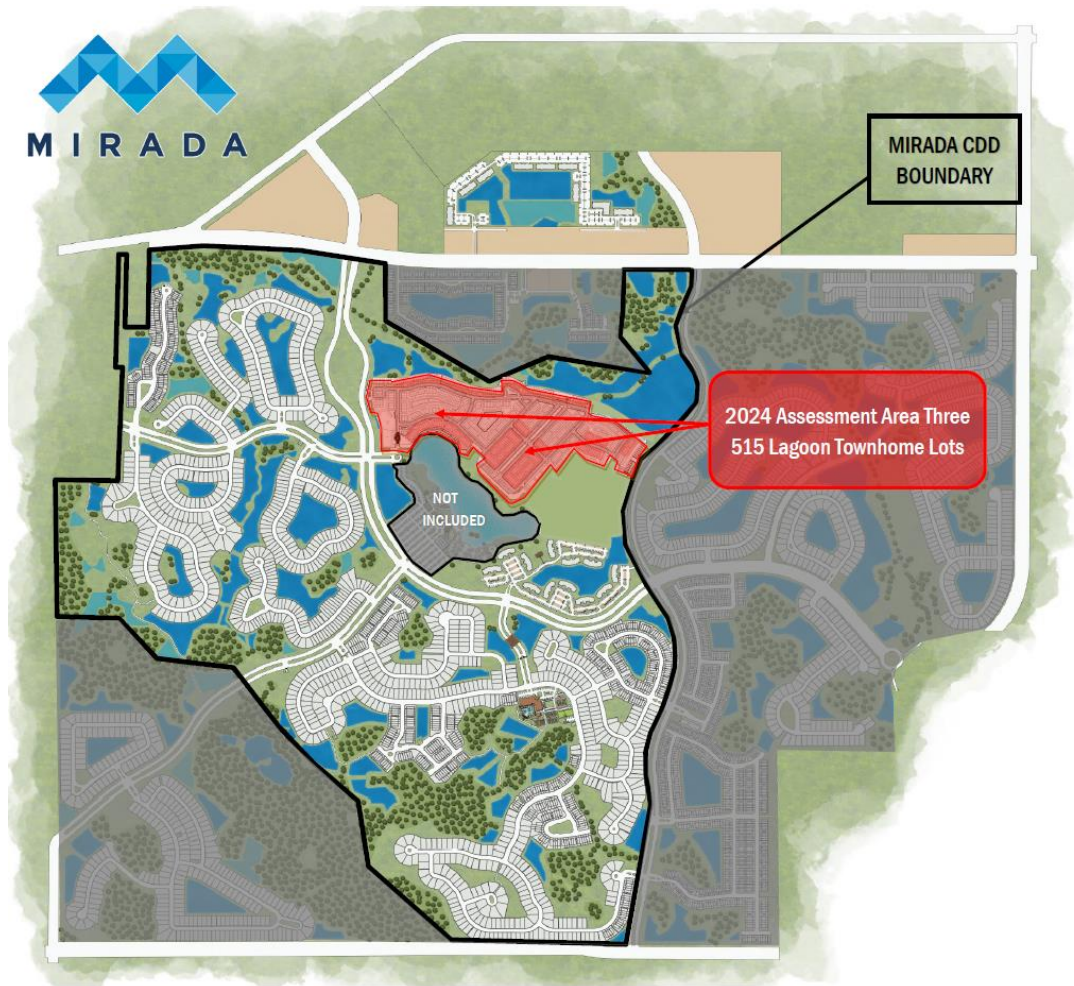 MIRADA
MIRADA CDD
BOUNDARY
2024 Assessment Area Three
515 Lagoon Townhome Lots
NOT
INCLUDED